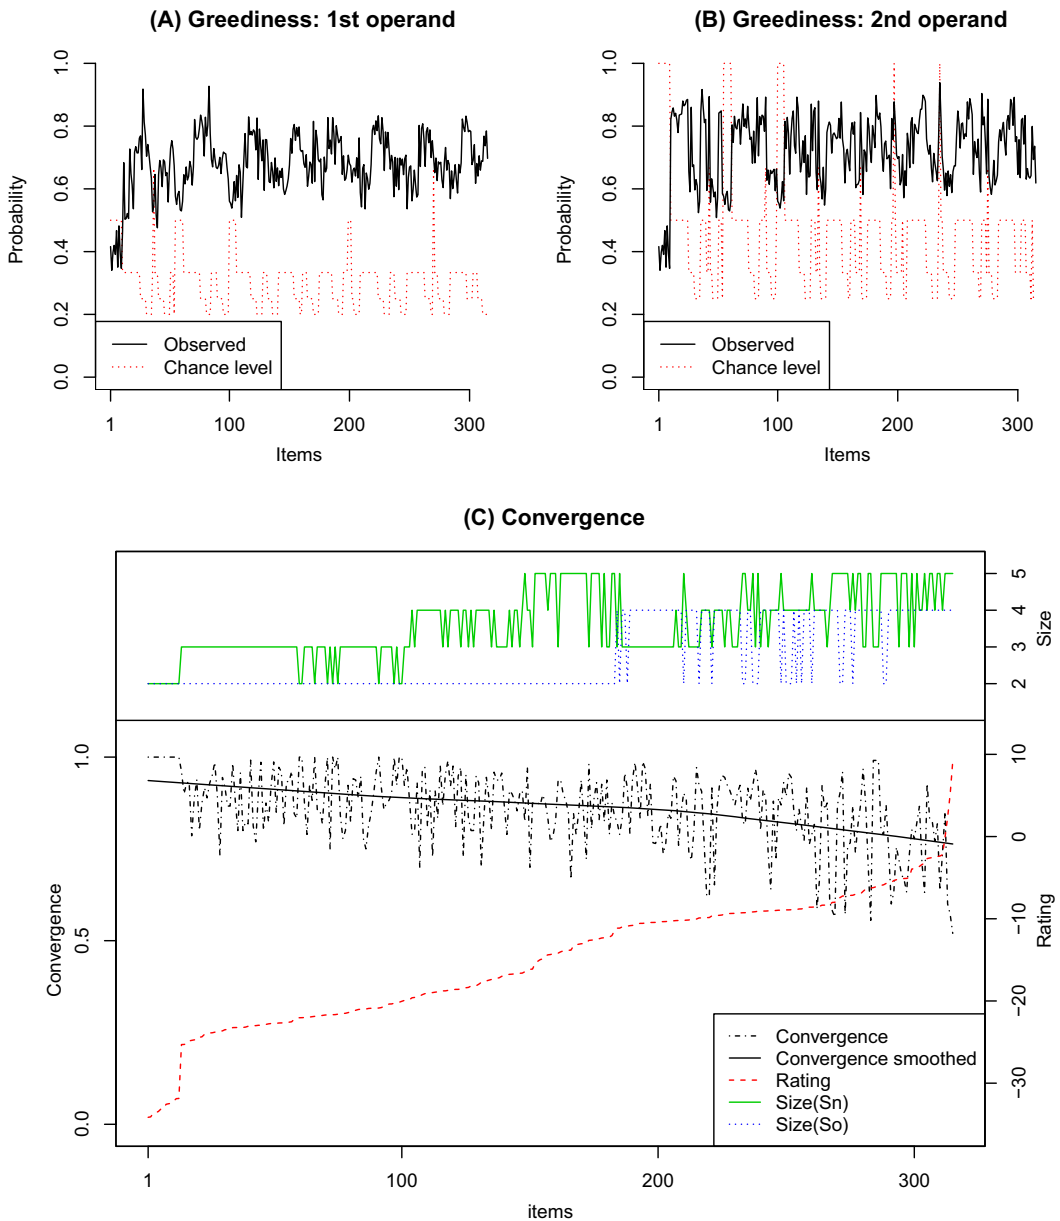 (A) Greediness: 1st operand
(B) Greediness: 2nd operand
Probability
0.0
0.2
0.4
0.6
0.8
1.0
Observed
Chance level
1
100
200
300
Items
Probability
0.0
0.2
0.4
0.6
0.8
1.0
Observed
Chance level
1
100
200
300
Items
(C) Convergence
Size
5
4
3
2
Convergence
1.0
0.5
0.0
Rating
10
0
−10
−20
−30
Convergence
Convergence smoothed
Rating
Size(Sn)
Size(So)
1
100
200
300
items